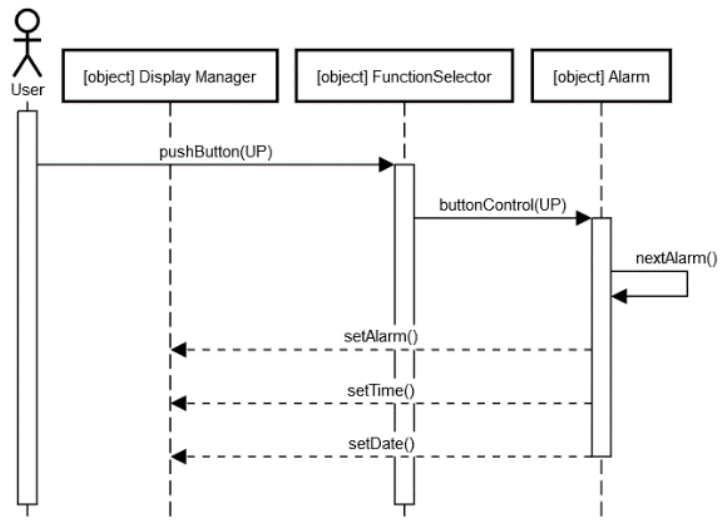 User
[object] Display Manager
[object] FunctionSelector
[object] Alarm
pushButton(UP)
buttonControl(UP)
nextAlarm()
setAlarm()
setTime()
setDate()